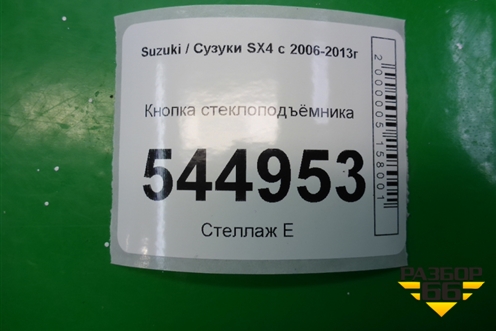 Suzuki / Сузуки SX4 с 2006-2013г
Кнопка стеклоподъёмника
544953
Стеллаж Е
2000005158001
РАЗБОР
66